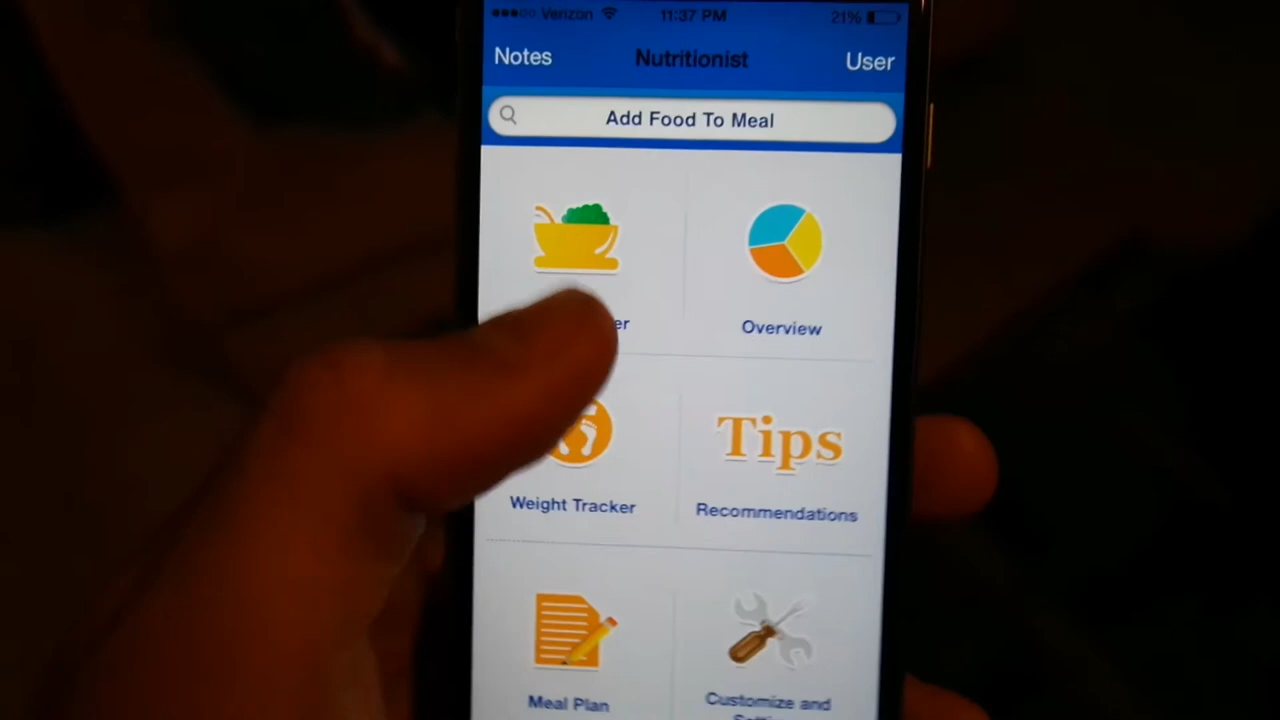 Verizon 11:37 PM 21%
Notes Nutritionist User
Add Food To Meal
Overview
Tips
Weight Tracker Recommendations
Meal Plan Customize and